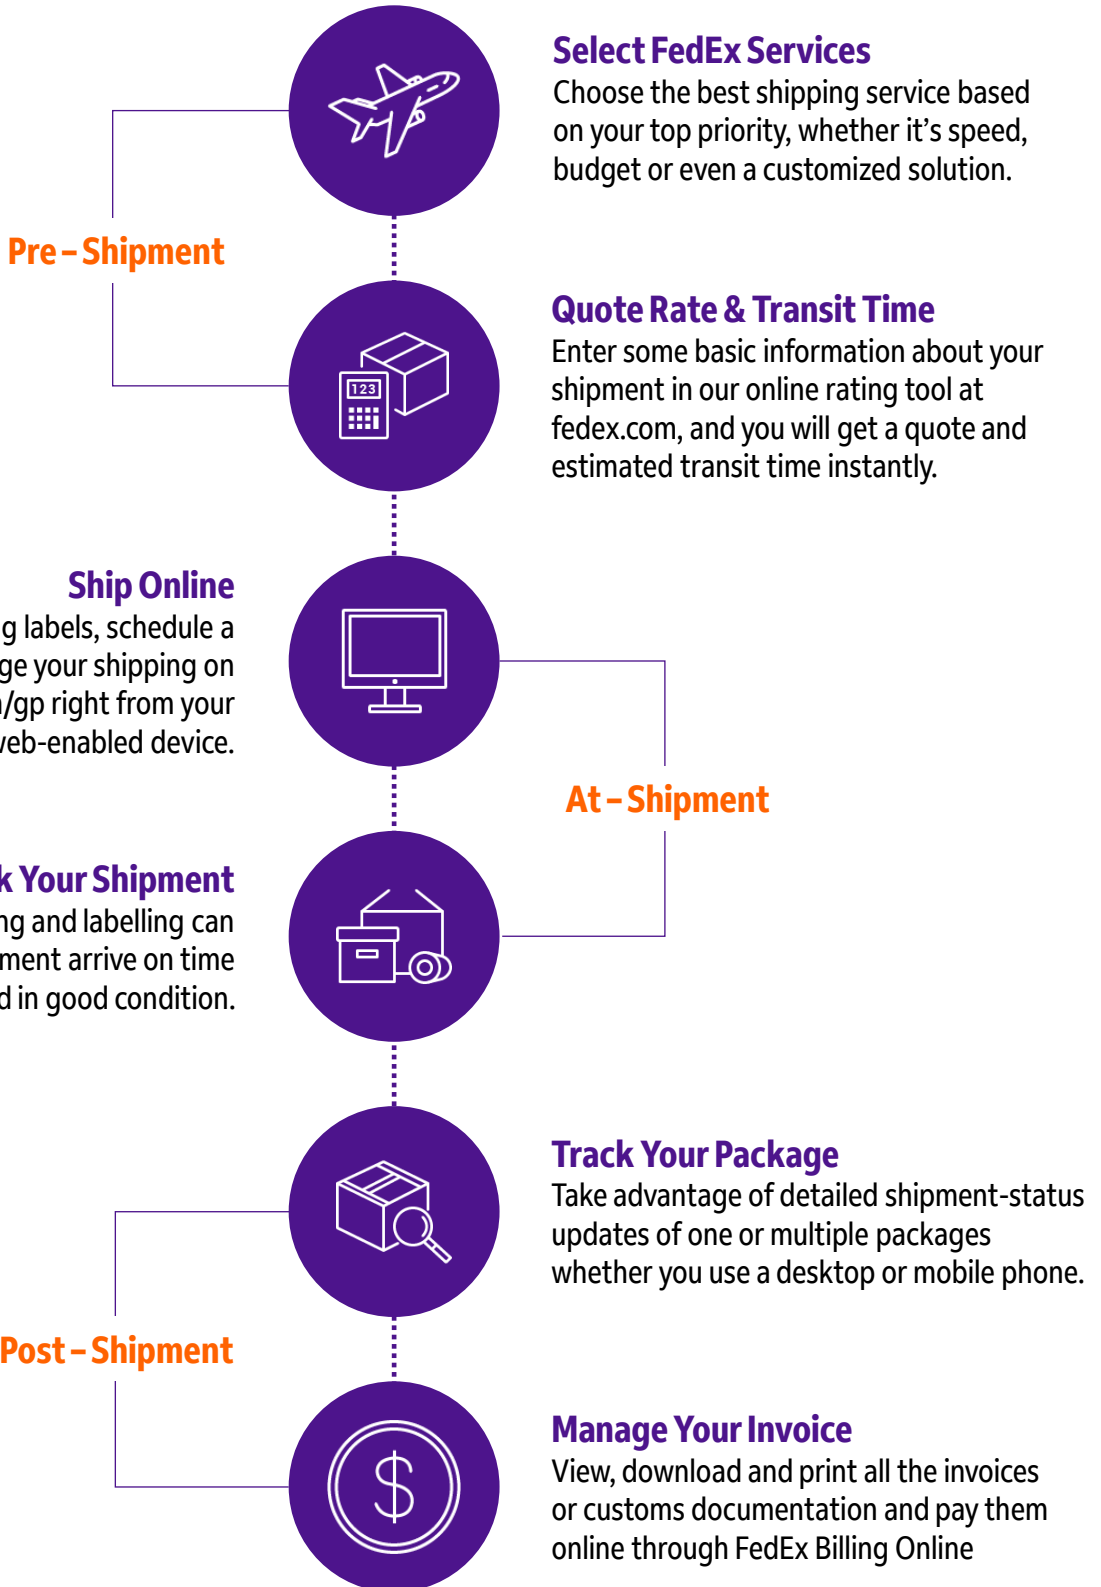 Select FedEx Services
Choose the best shipping service based
on your top priority, whether it's speed,
budget or even a customized solution.
Pre – Shipment
Quote Rate & Transit Time
Enter some basic information about your
shipment in our online rating tool at
fedex.com, and you will get a quote and
estimated transit time instantly.
123
Ship Online
g labels, schedule a
ge your shipping on
/gp right from your
web-enabled device.
At – Shipment
k Your Shipment
ng and labelling can
ment arrive on time
d in good condition.
Track Your Package
Take advantage of detailed shipment-status
updates of one or multiple packages
whether you use a desktop or mobile phone.
Post – Shipment
$
Manage Your Invoice
View, download and print all the invoices
or customs documentation and pay them
online through FedEx Billing Online